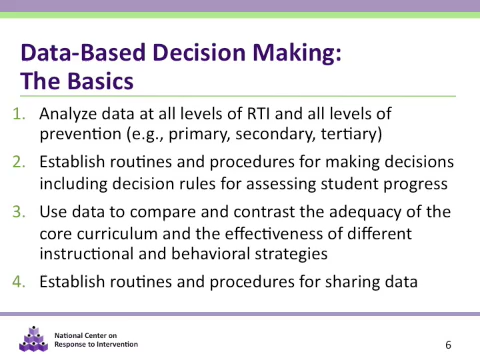 Data-Based Decision Making:
The Basics
1. Analyze data at all levels of RTI and all levels of
prevention (e.g., primary, secondary, tertiary)
2. Establish routines and procedures for making decisions
including decision rules for assessing student progress
3. Use data to compare and contrast the adequacy of the
core curriculum and the effectiveness of different
instructional and behavioral strategies
4. Establish routines and procedures for sharing data
National Center on
Response to Intervention
6